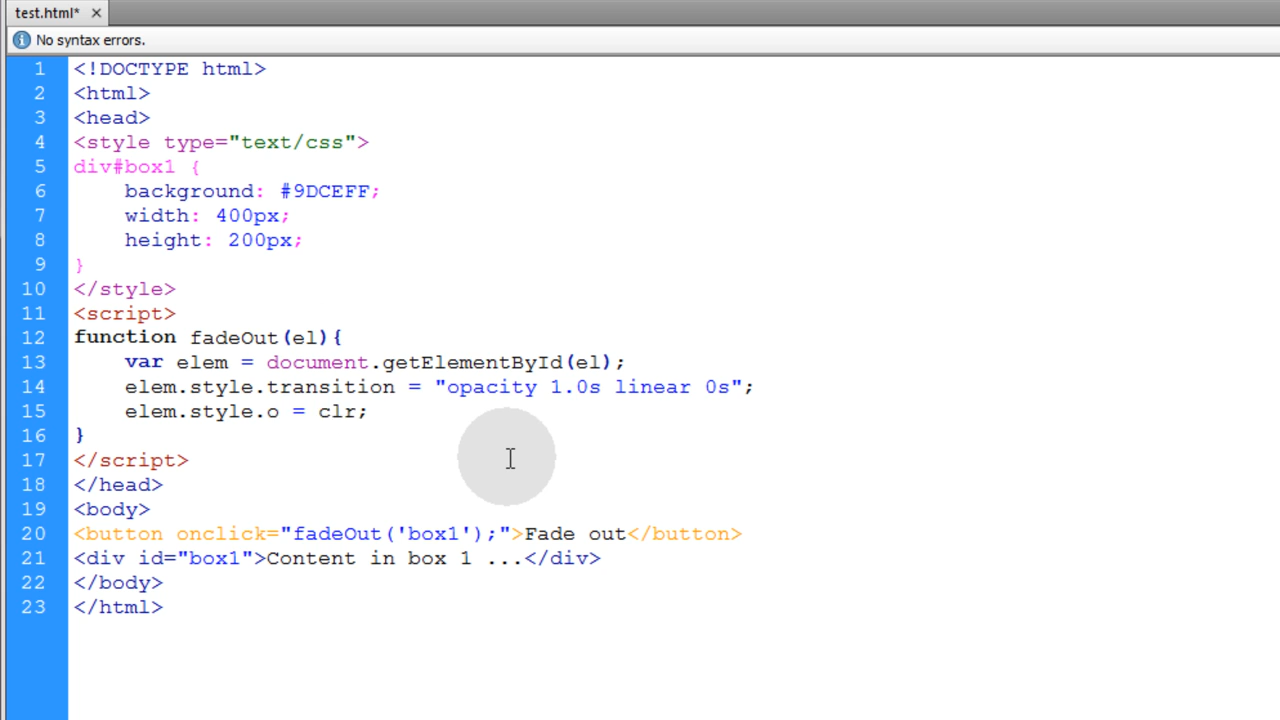 test.html* ×
No syntax errors.
1 <!DOCTYPE html>
2 <html>
3 <head>
4 <style type="text/css">
5 div#box1 {
6     background: #9DCEFF;
7     width: 400px;
8     height: 200px;
9 }
10 </style>
11 <script>
12 function fadeOut(el){
13     var elem = document.getElementById(el);
14     elem.style.transition = "opacity 1.0s linear 0s";
15     elem.style.o = clr;
16 }
17 </script>
18 </head>
19 <body>
20 <button onclick="fadeOut('box1');">Fade out</button>
21 <div id="box1">Content in box 1 ...</div>
22 </body>
23 </html>